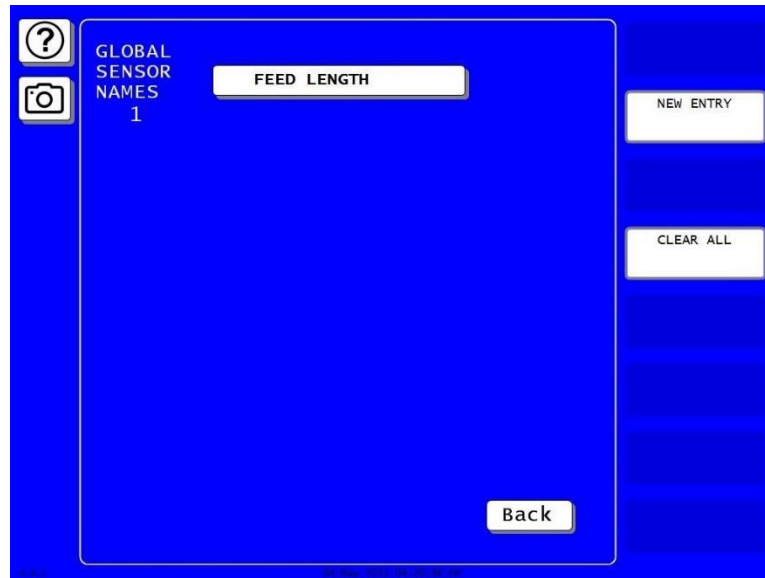 ?
GLOBAL
SENSOR
NAMES
1
FEED LENGTH
NEW ENTRY
CLEAR ALL
Back